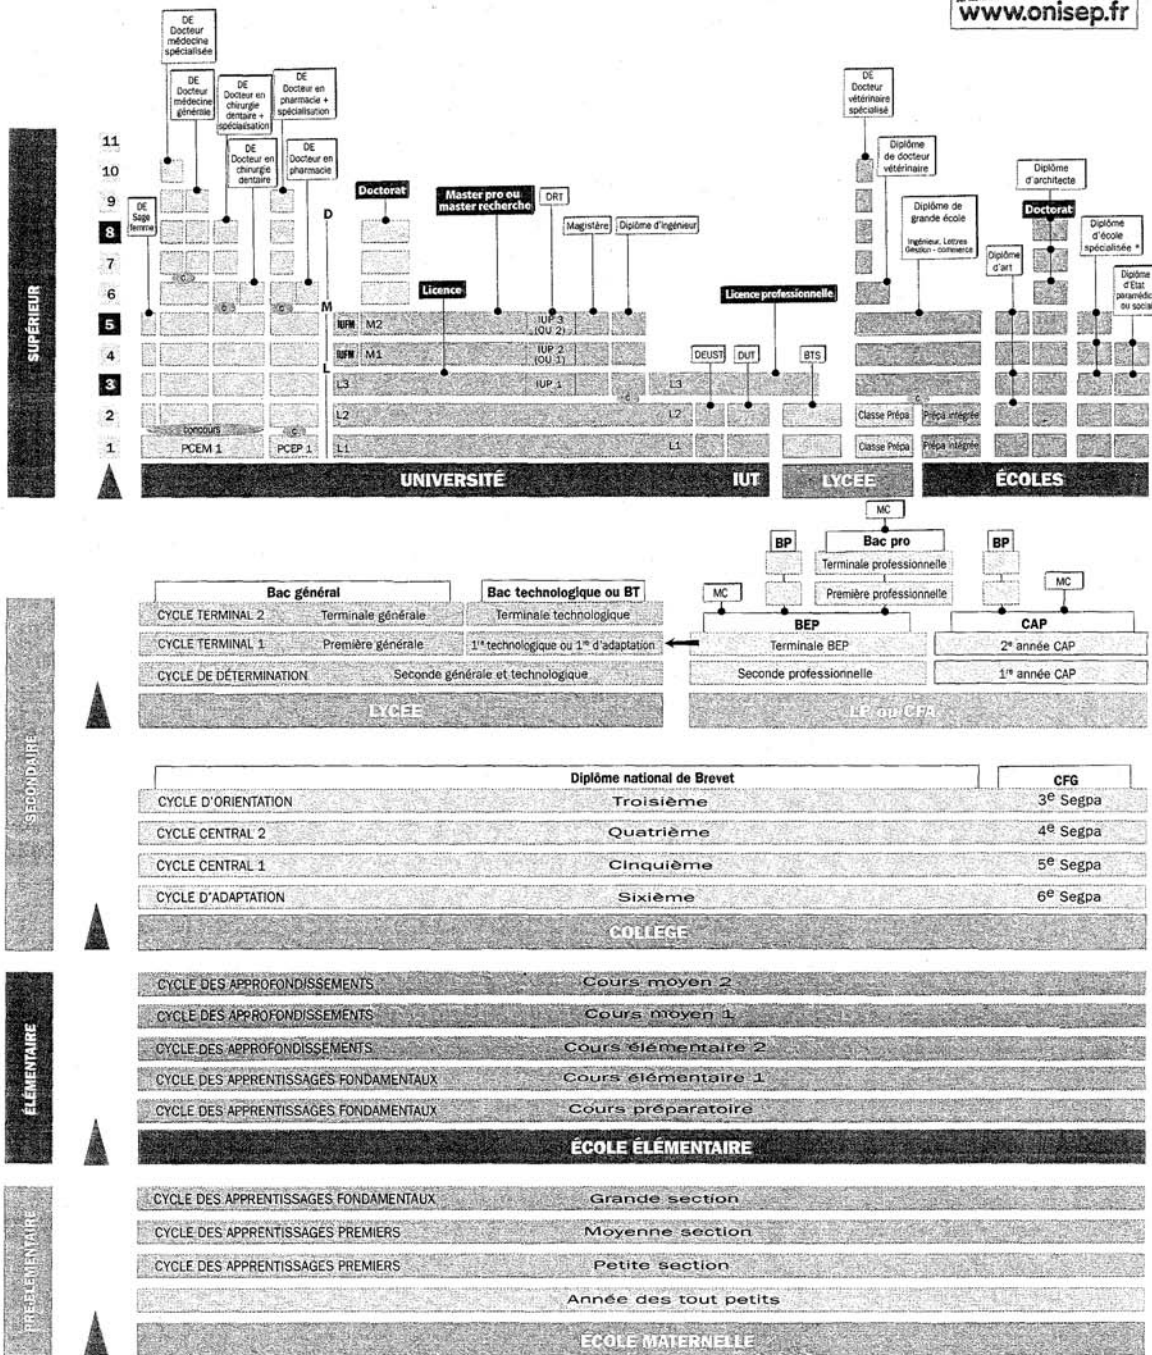 www.onisep.fr
DE
Docteur
médecine
spécialisée
DE
Docteur
médecine
générale
DE
Docteur en
chirurgie
dentaire +
spécialisation
DE
Docteur en
pharmacie +
spécialisation
DE
Docteur en
chirurgie
dentaire
DE
Docteur en
pharmacie
DE
Sage
femme
Doctorat
Master pro ou
master recherche
DRT
Magistère
Diplôme d'ingénieur
Licence
Licence professionnelle
DEUST
DUT
BTS
DE
Docteur
vétérinaire
spécialisé
Diplôme
de docteur
vétérinaire
Diplôme de
grande école
Ingénieur, Lettres
Gestion - commerce
Diplôme
d'art
Diplôme
d'architecte
Doctorat
Diplôme
d'école
spécialisée *
Diplôme
d'État
paramédic
ou social
SUPÉRIEUR
11
10
9
8
7
6
5
4
3
2
1
D
M
L
C
C
C
C
C
C
IUFM M2 IUP 3
(OU 2)
IUFM M1 IUP 2
(OU 1)
L3 IUP 1 L3
L2 L2 Classe Prépa Prépa intégrée
concours
PCEM 1 PCEP 1 L1 L1 Classe Prépa Prépa intégrée
UNIVERSITÉ IUT LYCÉE ÉCOLES
SECONDAIRE
MC
BP Bac pro BP
Terminale professionnelle
MC Première professionnelle MC
Bac général Bac technologique ou BT BEP CAP
CYCLE TERMINAL 2 Terminale générale Terminale technologique
CYCLE TERMINAL 1 Première générale 1re technologique ou 1re d'adaptation Terminale BEP 2e année CAP
CYCLE DE DÉTERMINATION Seconde générale et technologique Seconde professionnelle 1re année CAP
LYCÉE LP ou CFA
Diplôme national de Brevet CFG
CYCLE D'ORIENTATION Troisième 3e Segpa
CYCLE CENTRAL 2 Quatrième 4e Segpa
CYCLE CENTRAL 1 Cinquième 5e Segpa
CYCLE D'ADAPTATION Sixième 6e Segpa
COLLÈGE
ÉLÉMENTAIRE
CYCLE DES APPROFONDISSEMENTS Cours moyen 2
CYCLE DES APPROFONDISSEMENTS Cours moyen 1
CYCLE DES APPROFONDISSEMENTS Cours élémentaire 2
CYCLE DES APPRENTISSAGES FONDAMENTAUX Cours élémentaire 1
CYCLE DES APPRENTISSAGES FONDAMENTAUX Cours préparatoire
ÉCOLE ÉLÉMENTAIRE
PRÉ-ÉLÉMENTAIRE
CYCLE DES APPRENTISSAGES FONDAMENTAUX Grande section
CYCLE DES APPRENTISSAGES PREMIERS Moyenne section
CYCLE DES APPRENTISSAGES PREMIERS Petite section
Année des tout petits
ÉCOLE MATERNELLE